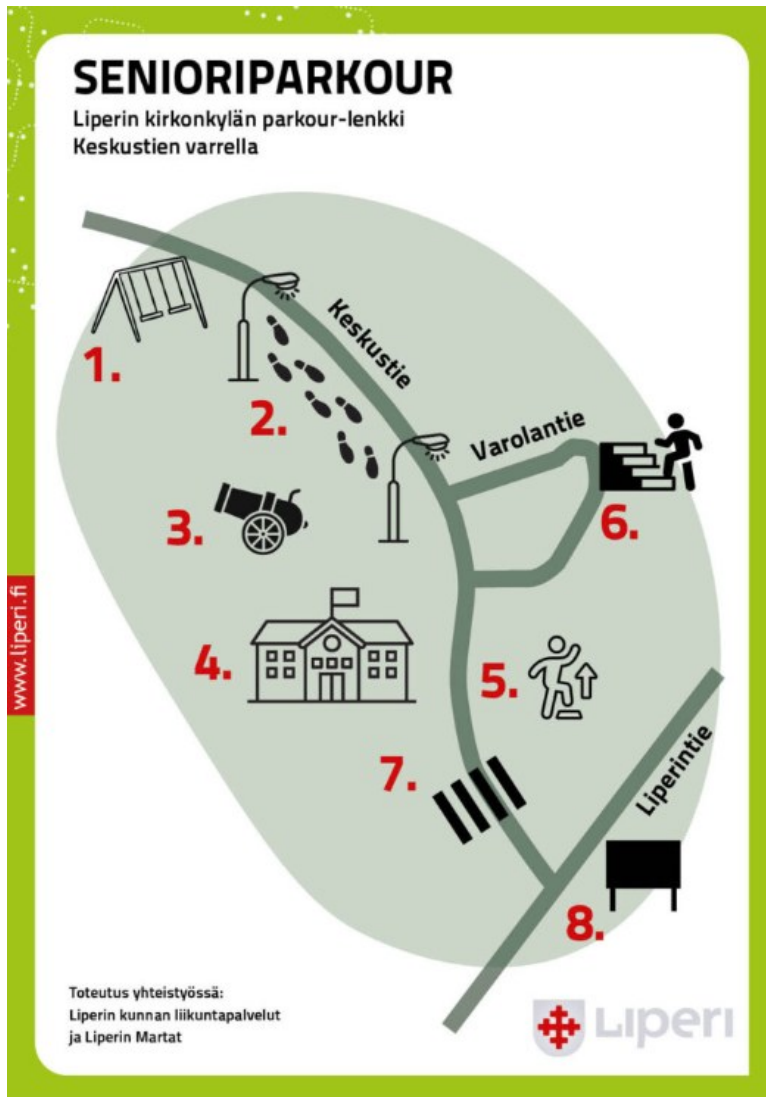 SENIORIPARKOUR
Liperin kirkonkylän parkour-lenkki
Keskustien varrella
1.
Keskustie
2.
Varolantie
3.
6.
4.
5.
www.liperi.fi
7.
Liperintie
8.
Toteutus yhteistyössä:
Liperin kunnan liikuntapalvelut
ja Liperin Martat
LIPERI